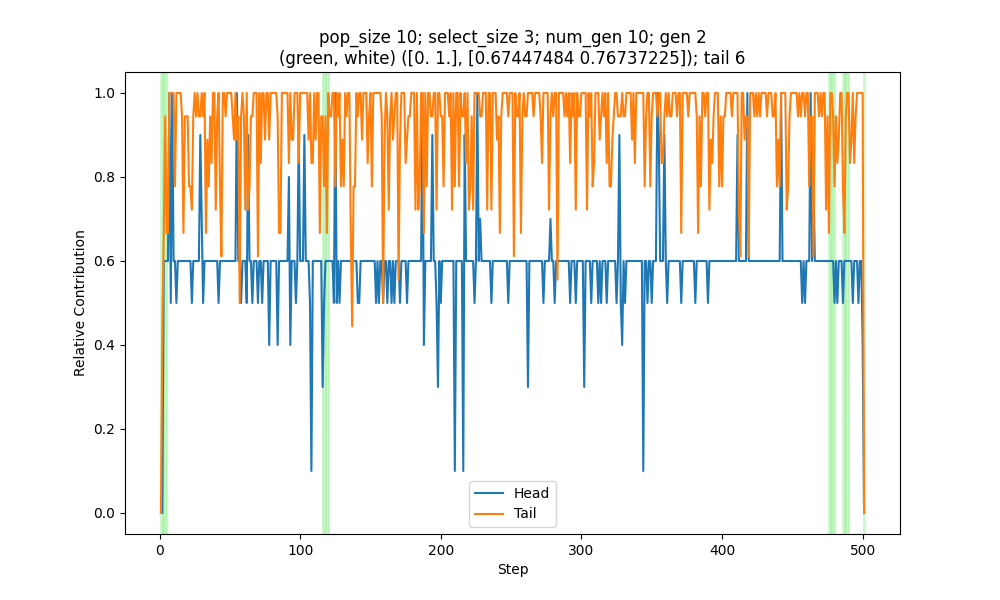 pop_size 10; select_size 3; num_gen 10; gen 2
(green, white) ([0. 1.], [0.67447484 0.76737225]); tail 6
1.0
0.8
0.6
0.4
0.2
0.0
Relative Contribution
Head
Tail
0
100
200
300
400
500
Step